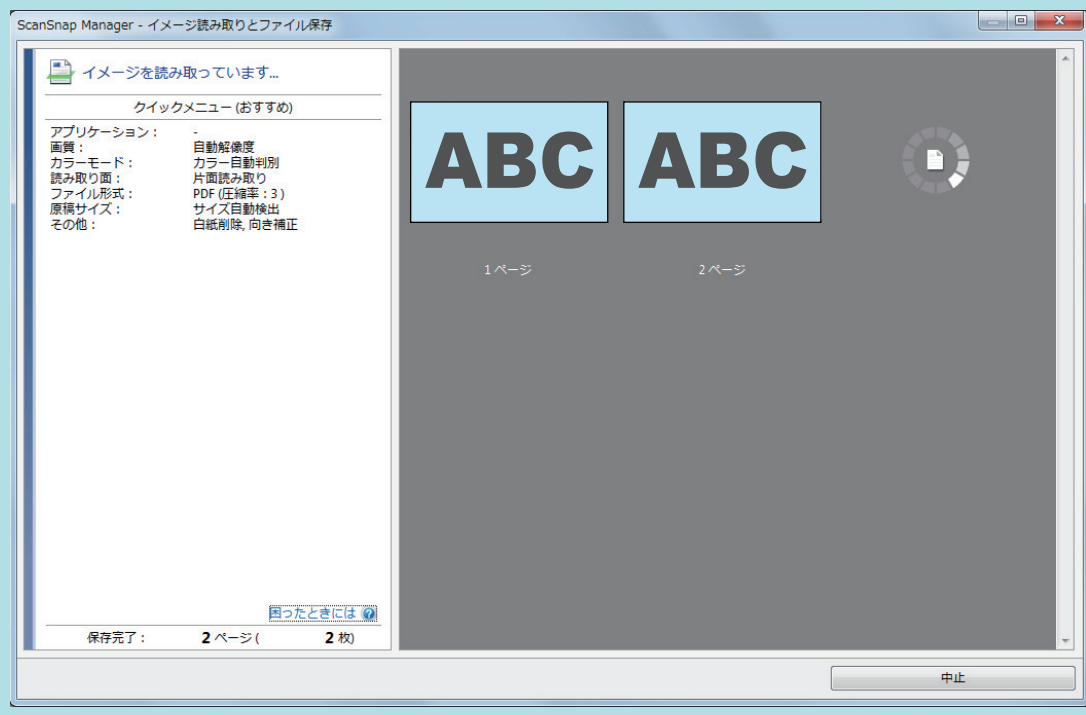 ScanSnap Manager - イメージ読み取りとファイル保存
イメージを読み取っています...
クイックメニュー (おすすめ)
アプリケーション : -
画質 : 自動解像度
カラーモード : カラー自動判別
読み取り面 : 片面読み取り
ファイル形式 : PDF (圧縮率 : 3 )
原稿サイズ : サイズ自動検出
その他 : 白紙削除, 向き補正
ABC ABC
1 ページ 2 ページ
困ったときには ?
保存完了 : 2 ページ ( 2 枚)
中止